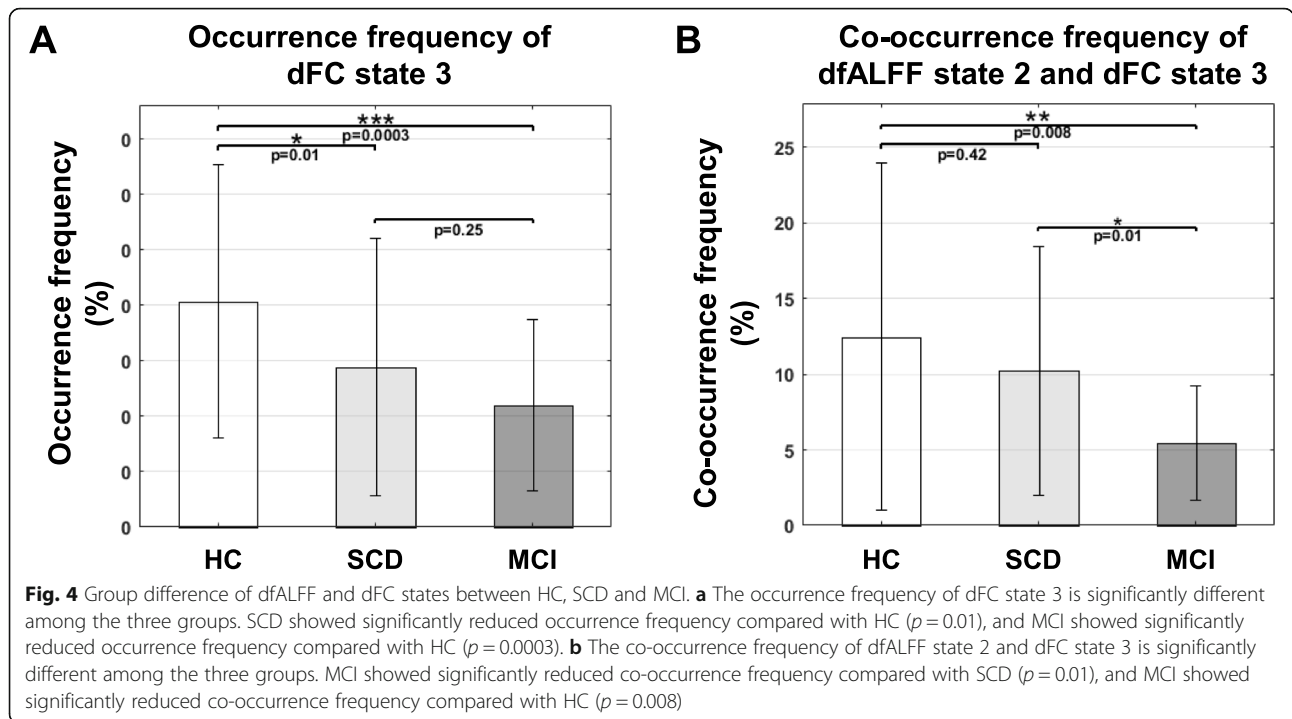 A
Occurrence frequency of
dFC state 3
Occurrence frequency
(%)
0
0
0
0
0
0
0
0
***
p=0.0003
*
p=0.01
p=0.25
HC SCD MCI
B
Co-occurrence frequency of
dfALFF state 2 and dFC state 3
Co-occurrence frequency
(%)
25
20
15
10
5
0
**
p=0.008
p=0.42
*
p=0.01
HC SCD MCI
Fig. 4 Group difference of dfALFF and dFC states between HC, SCD and MCI. a The occurrence frequency of dFC state 3 is significantly different
among the three groups. SCD showed significantly reduced occurrence frequency compared with HC (p = 0.01), and MCI showed significantly
reduced occurrence frequency compared with HC (p = 0.0003). b The co-occurrence frequency of dfALFF state 2 and dFC state 3 is significantly
different among the three groups. MCI showed significantly reduced co-occurrence frequency compared with SCD (p = 0.01), and MCI showed
significantly reduced co-occurrence frequency compared with HC (p = 0.008)